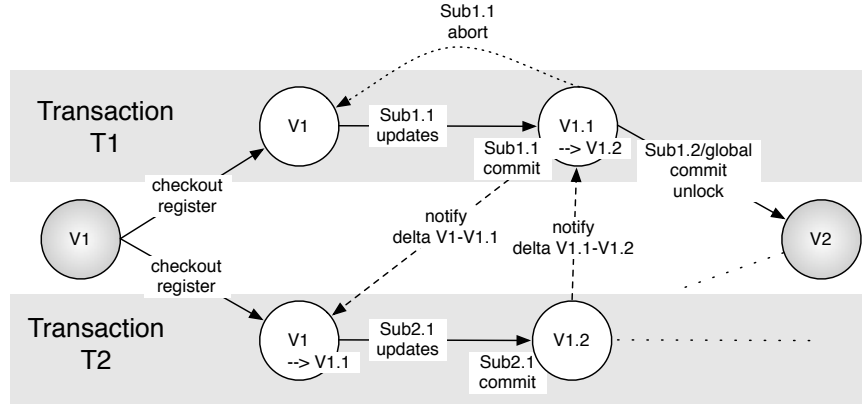 Sub1.1
abort
Transaction
T1
V1
Sub1.1
updates
V1.1
--> V1.2
Sub1.1
commit
Sub1.2/global
commit
unlock
checkout
register
V1
notify
delta V1-V1.1
notify
delta V1.1-V1.2
V2
checkout
register
Transaction
T2
V1
--> V1.1
Sub2.1
updates
V1.2
Sub2.1
commit